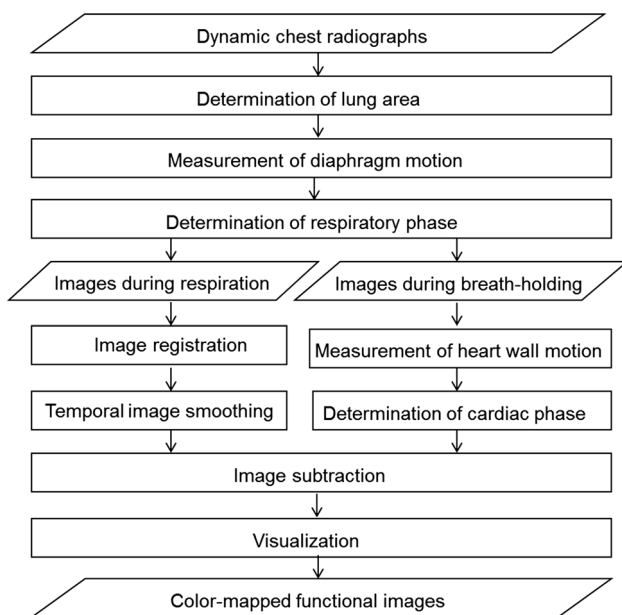 Dynamic chest radiographs
Determination of lung area
Measurement of diaphragm motion
Determination of respiratory phase
Images during respiration
Images during breath-holding
Image registration
Measurement of heart wall motion
Temporal image smoothing
Determination of cardiac phase
Image subtraction
Visualization
Color-mapped functional images